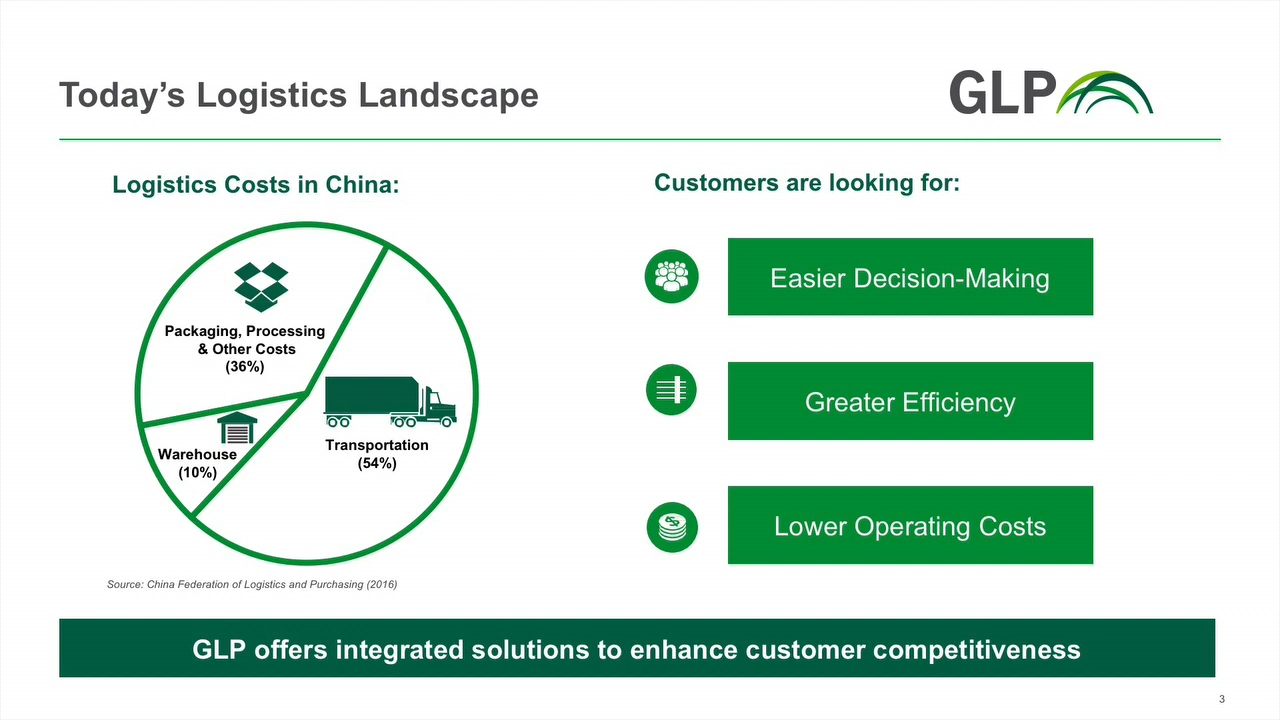 Today’s Logistics Landscape
GLP
Logistics Costs in China:
Packaging, Processing
& Other Costs
(36%)
Warehouse
(10%)
Transportation
(54%)
Source: China Federation of Logistics and Purchasing (2016)
Customers are looking for:
Easier Decision-Making
Greater Efficiency
$
Lower Operating Costs
GLP offers integrated solutions to enhance customer competitiveness
3